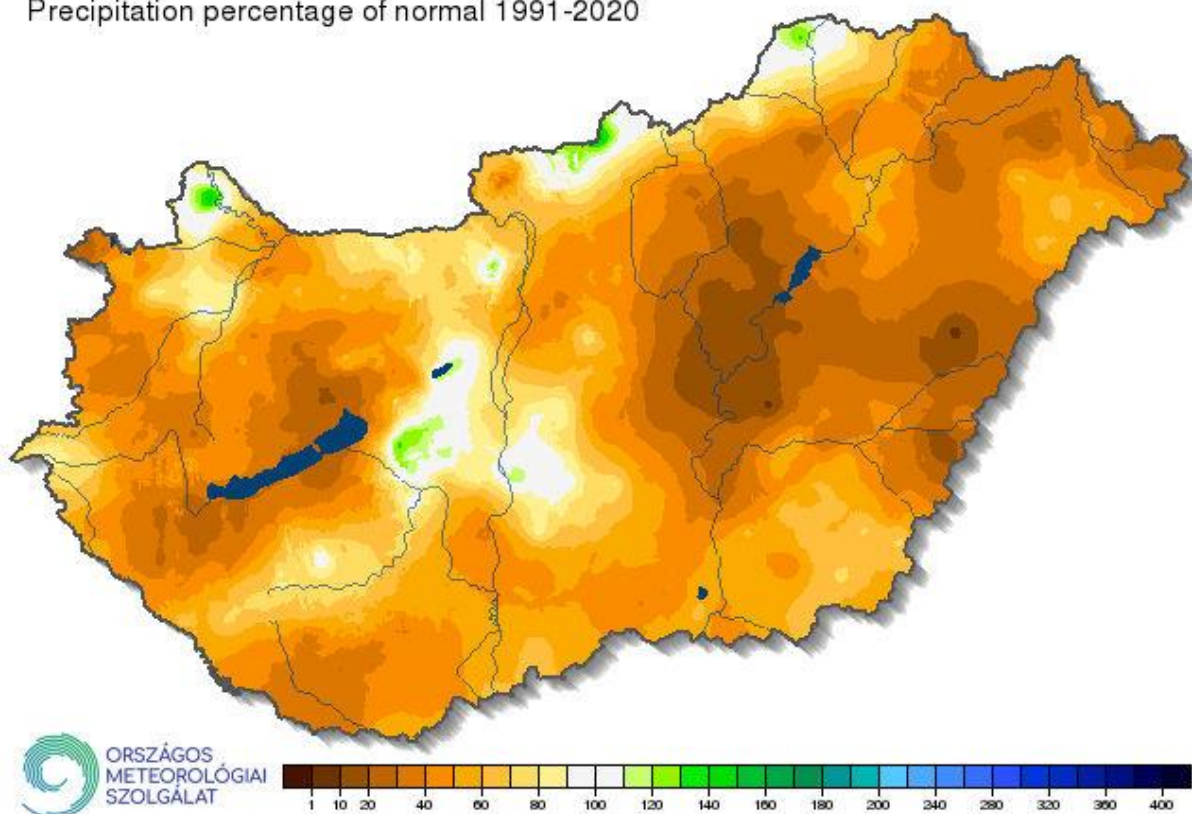 Precipitation percentage of normal 1991-2020
ORSZÁGOS
METEOROLÓGIAI
SZOLGÁLAT
1 10 20 40 60 80 100 120 140 160 180 200 240 280 320 360 400